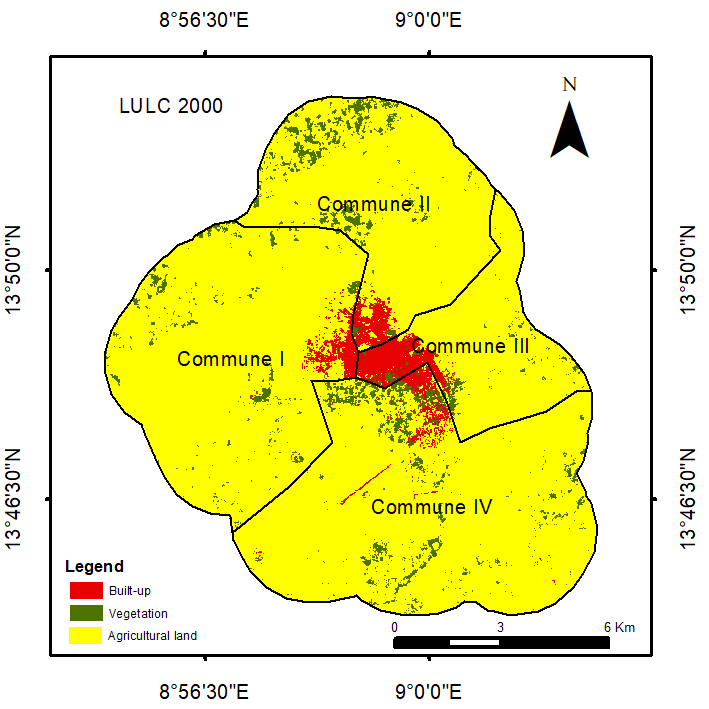 8°56'30"E
9°0'0"E
LULC 2000
N
Commune II
13°50'0"N
13°50'0"N
Commune III
Commune I
13°46'30"N
13°46'30"N
Commune IV
Legend
Built-up
Vegetation
Agricultural land
0 3 6 Km
8°56'30"E
9°0'0"E